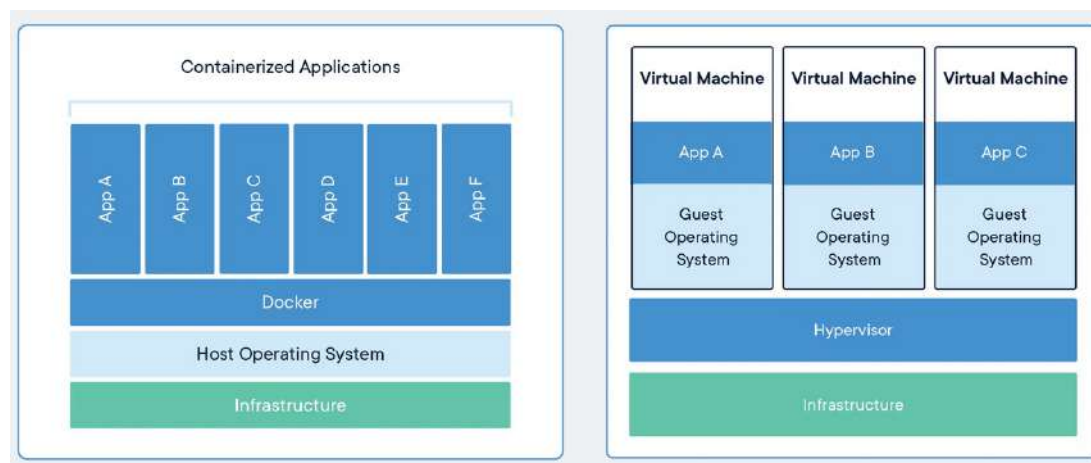 Containerized Applications
App A
App B
App C
App D
App E
App F
Docker
Host Operating System
Infrastructure
Virtual Machine
App A
Guest
Operating
System
Virtual Machine
App B
Guest
Operating
System
Virtual Machine
App C
Guest
Operating
System
Hypervisor
Infrastructure